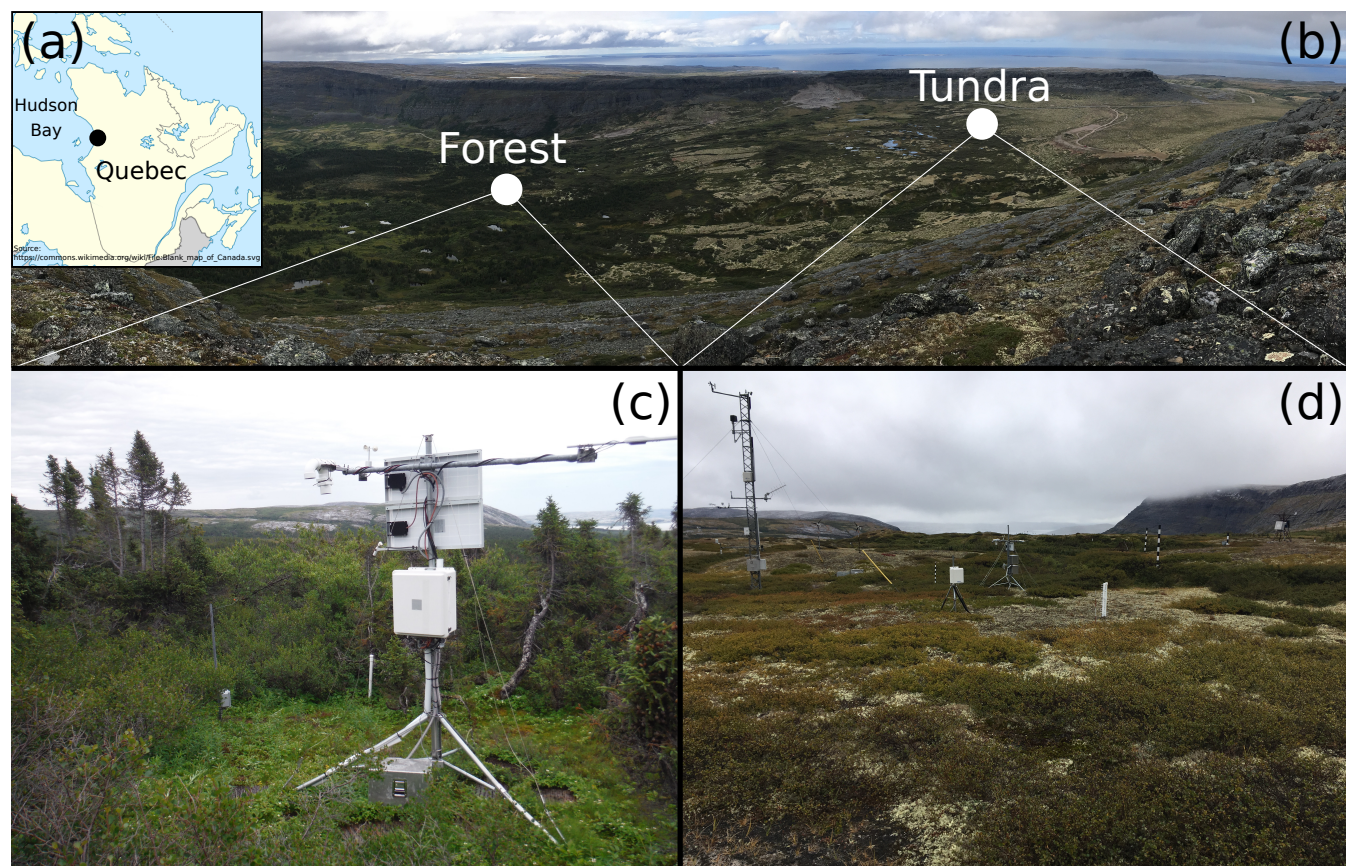 (a)
Hudson
Bay
Quebec
Source:
https://commons.wikimedia.org/wiki/File:Blank_map_of_Canada.svg
(b)
Tundra
Forest
(c)
(d)